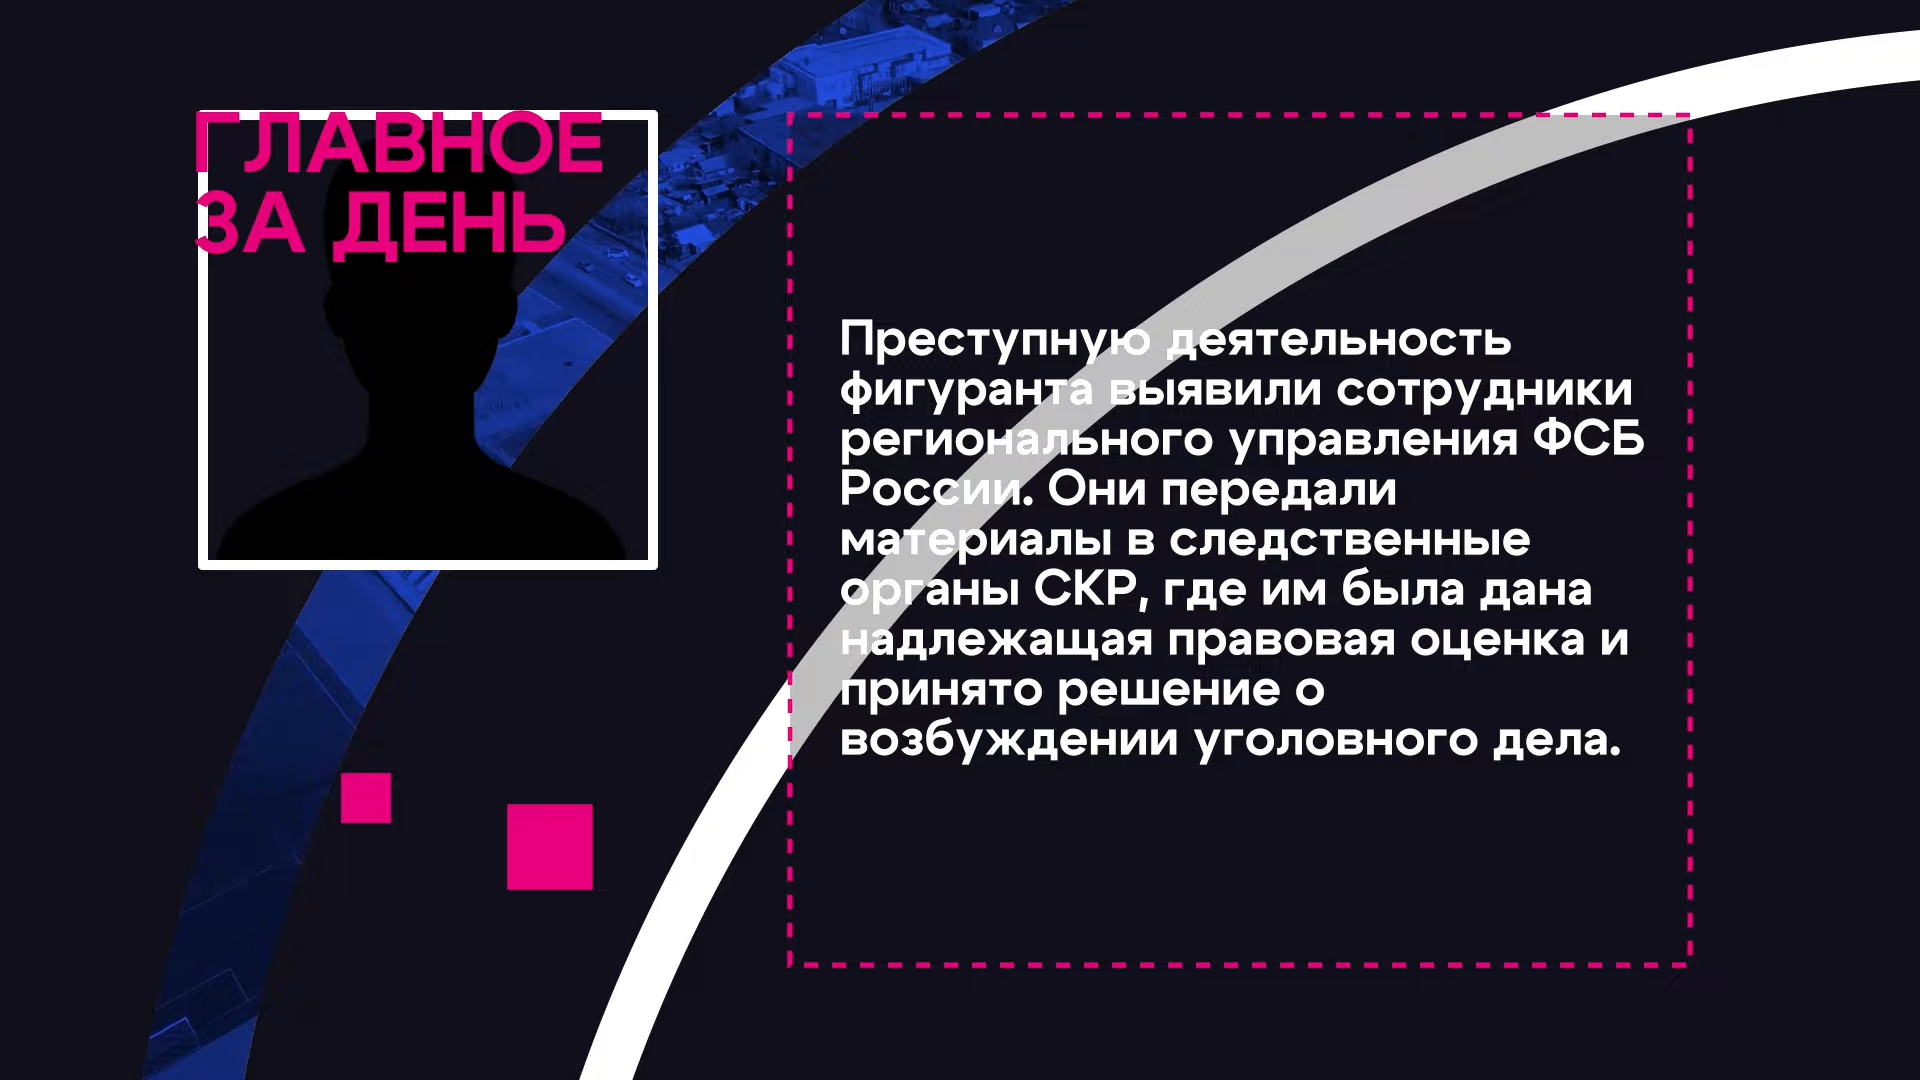 ГЛАВНОЕ
ЗА ДЕНЬ
Преступную деятельность
фигуранта выявили сотрудники
регионального управления ФСБ
России. Они передали
материалы в следственные
органы СКР, где им была дана
надлежащая правовая оценка и
принято решение о
возбуждении уголовного дела.